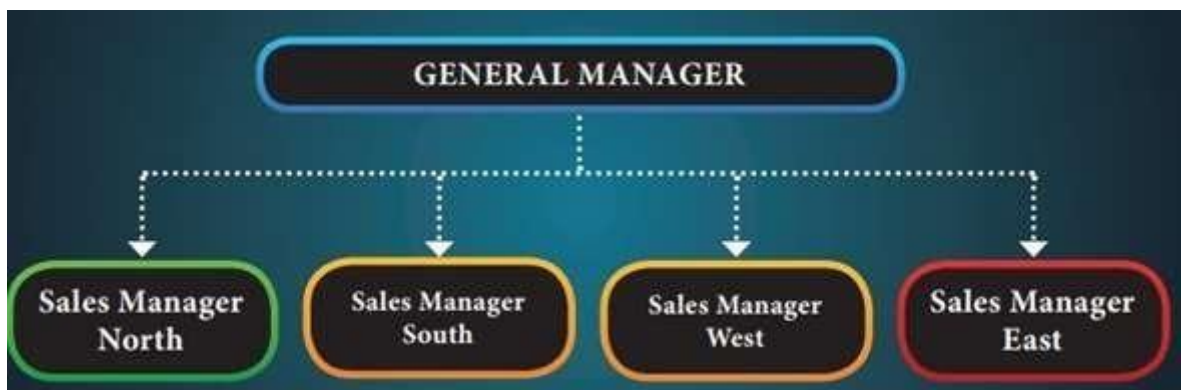 GENERAL MANAGER
Sales Manager
North
Sales Manager
South
Sales Manager
West
Sales Manager
East